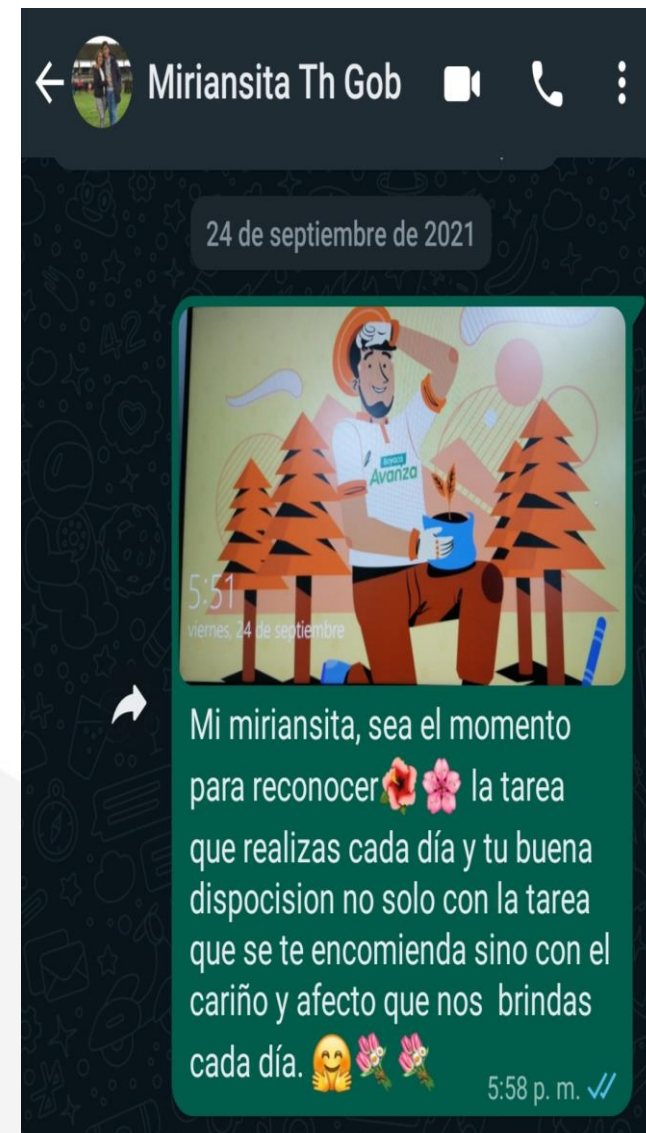 Miriansita Th Gob
24 de septiembre de 2021
Avanza
5:51
viernes, 24 de septiembre
Mi miriansita, sea el momento
para reconocer🌺🌸 la tarea
que realizas cada día y tu buena
dispocision no solo con la tarea
que se te encomienda sino con el
cariño y afecto que nos brindas
cada día.🤗💐💐
5:58 p. m.